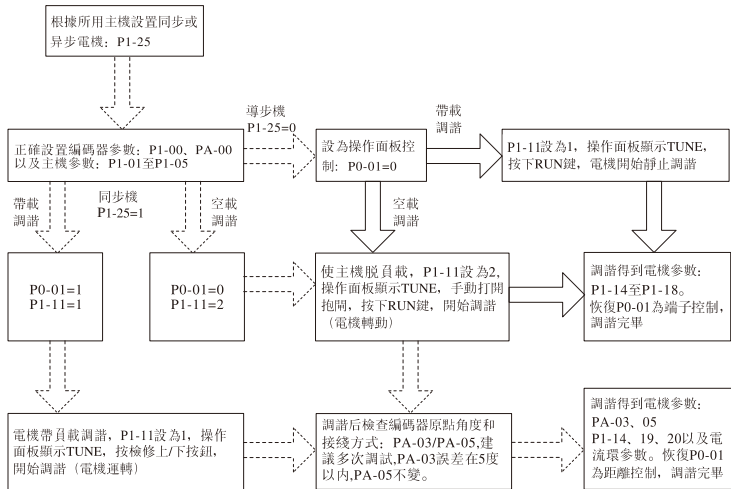 根據所用主機設置同步或
异步電機：P1-25
導步機
P1-25=0
帶載
調諧
正確設置編码器參數：P1-00、PA-00
以及主機參數：P1-01至P1-05
設為操作面板控
制：P0-01=0
P1-11設為1，操作面板顯示TUNE，
按下RUN鍵，電機開始靜止調諧
帶載
調諧
同步機
P1-25=1
空載
調諧
空載
調諧
P0-01=1
P1-11=1
P0-01=0
P1-11=2
使主機脱負載，P1-11設為2，
操作面板顯示TUNE，手動打開
抱閘，按下RUN鍵，開始調諧
（電機轉動）
調諧得到電機參數：
P1-14至P1-18。
恢復P0-01為端子控制，
調諧完畢
電機帶負載調諧，P1-11設為1，操作
面板顯示TUNE，按檢修上/下按鈕，
開始調諧（電機運轉）
調諧后檢查編码器原點角度和
接綫方式：PA-03/PA-05,建
議多次調試,PA-03誤差在5度
以内,PA-05不變。
調諧得到電機參數：
PA-03、05
P1-14、19、20以及電
流環參數。恢復P0-01
為距離控制，調諧完畢